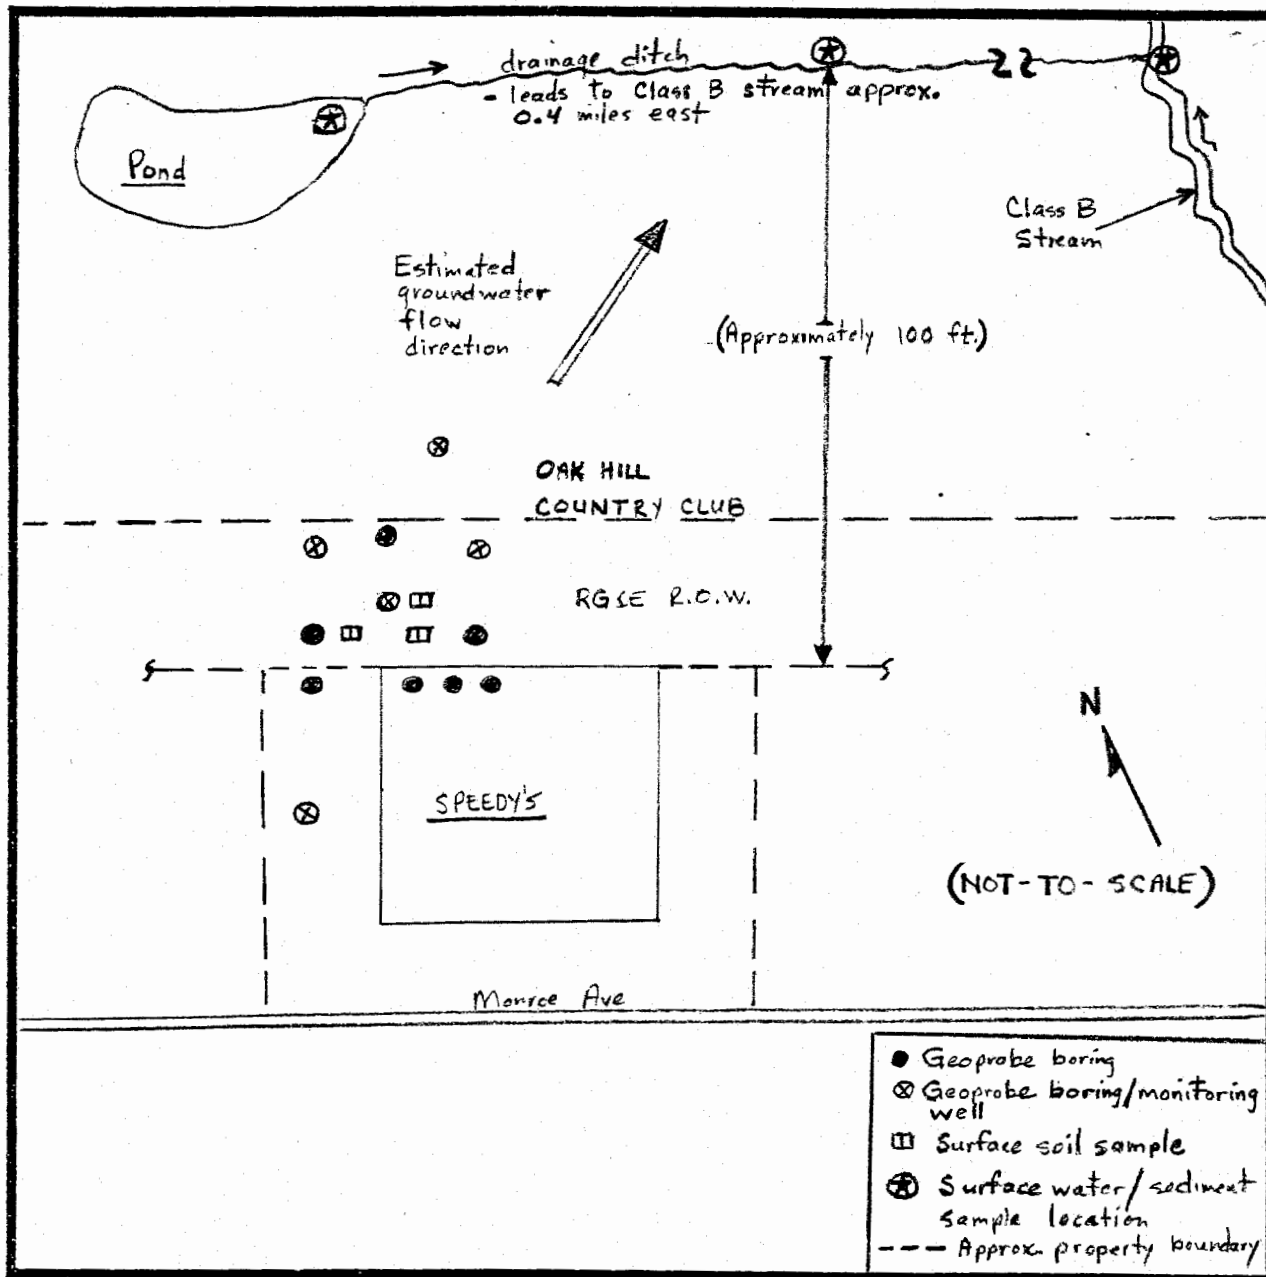 drainage ditch
- leads to Class B stream approx.
0.4 miles east
Pond
Class B
Stream
Estimated
groundwater
flow
direction
(Approximately 100 ft.)
OAK HILL
COUNTRY CLUB
RG&E R.O.W.
N
SPEEDY'S
(NOT-TO-SCALE)
Monroe Ave
Geoprobe boring
Geoprobe boring/monitoring
well
Surface soil sample
Surface water/sediment
sample location
Approx. property boundary